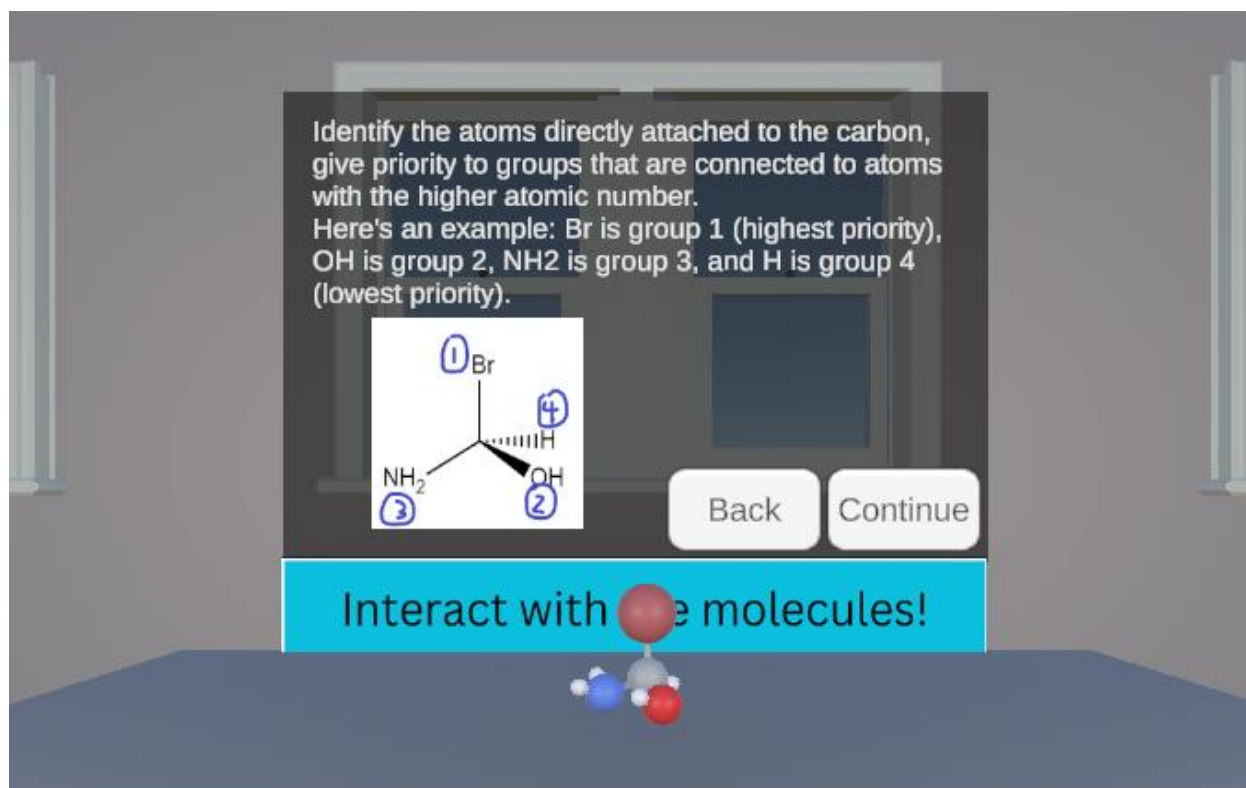 Identify the atoms directly attached to the carbon,
give priority to groups that are connected to atoms
with the higher atomic number.
Here's an example: Br is group 1 (highest priority),
OH is group 2, NH2 is group 3, and H is group 4
(lowest priority).
1 Br
4
H
NH2 OH
3 2
Back Continue
Interact with molecules!